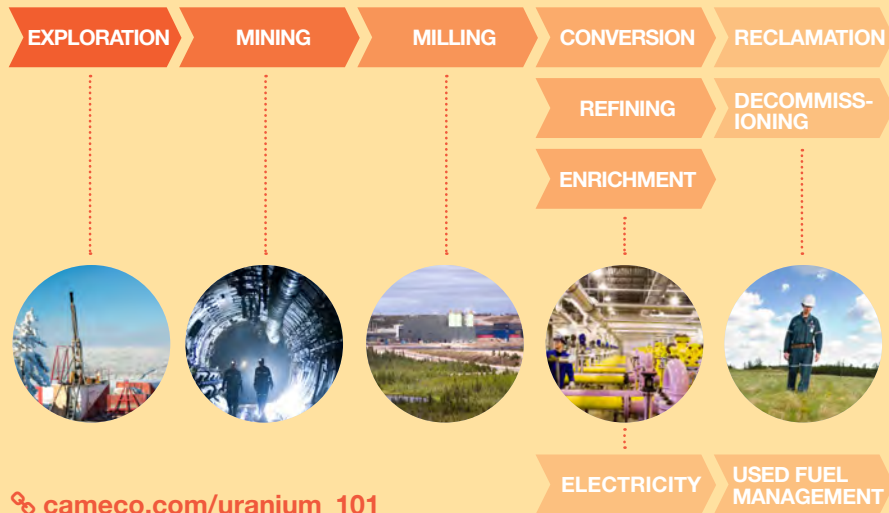 EXPLORATION
MINING
MILLING
CONVERSION
RECLAMATION
REFINING
DECOMMISS-
IONING
ENRICHMENT
ELECTRICITY
USED FUEL
MANAGEMENT
cameco.com/uranium_101